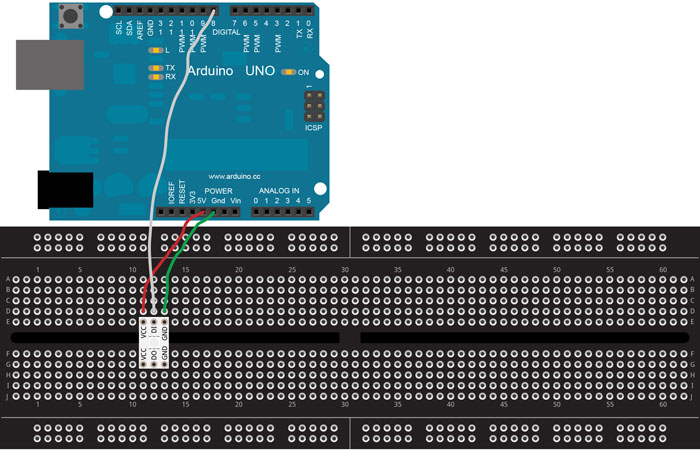 SCL
SDA
AREF
GND
13
12
PWM 11
PWM 10
PWM 9
8
DIGITAL
7
PWM 6
PWM 5
4
PWM 3
2
TX 1
RX 0
L
TX
RX
Arduino UNO
ON
1
ICSP
www.arduino.cc
POWER
ANALOG IN
IOREF
RESET
3V3
5V Gnd Vin
0 1 2 3 4 5
1 5 10 15 20 25 30 35 40 45 50 55 60
A A
B B
C C
D D
E E
VCC DI GND
VCC DO GND
F F
G G
H H
I I
J J
1 5 10 15 20 25 30 35 40 45 50 55 60